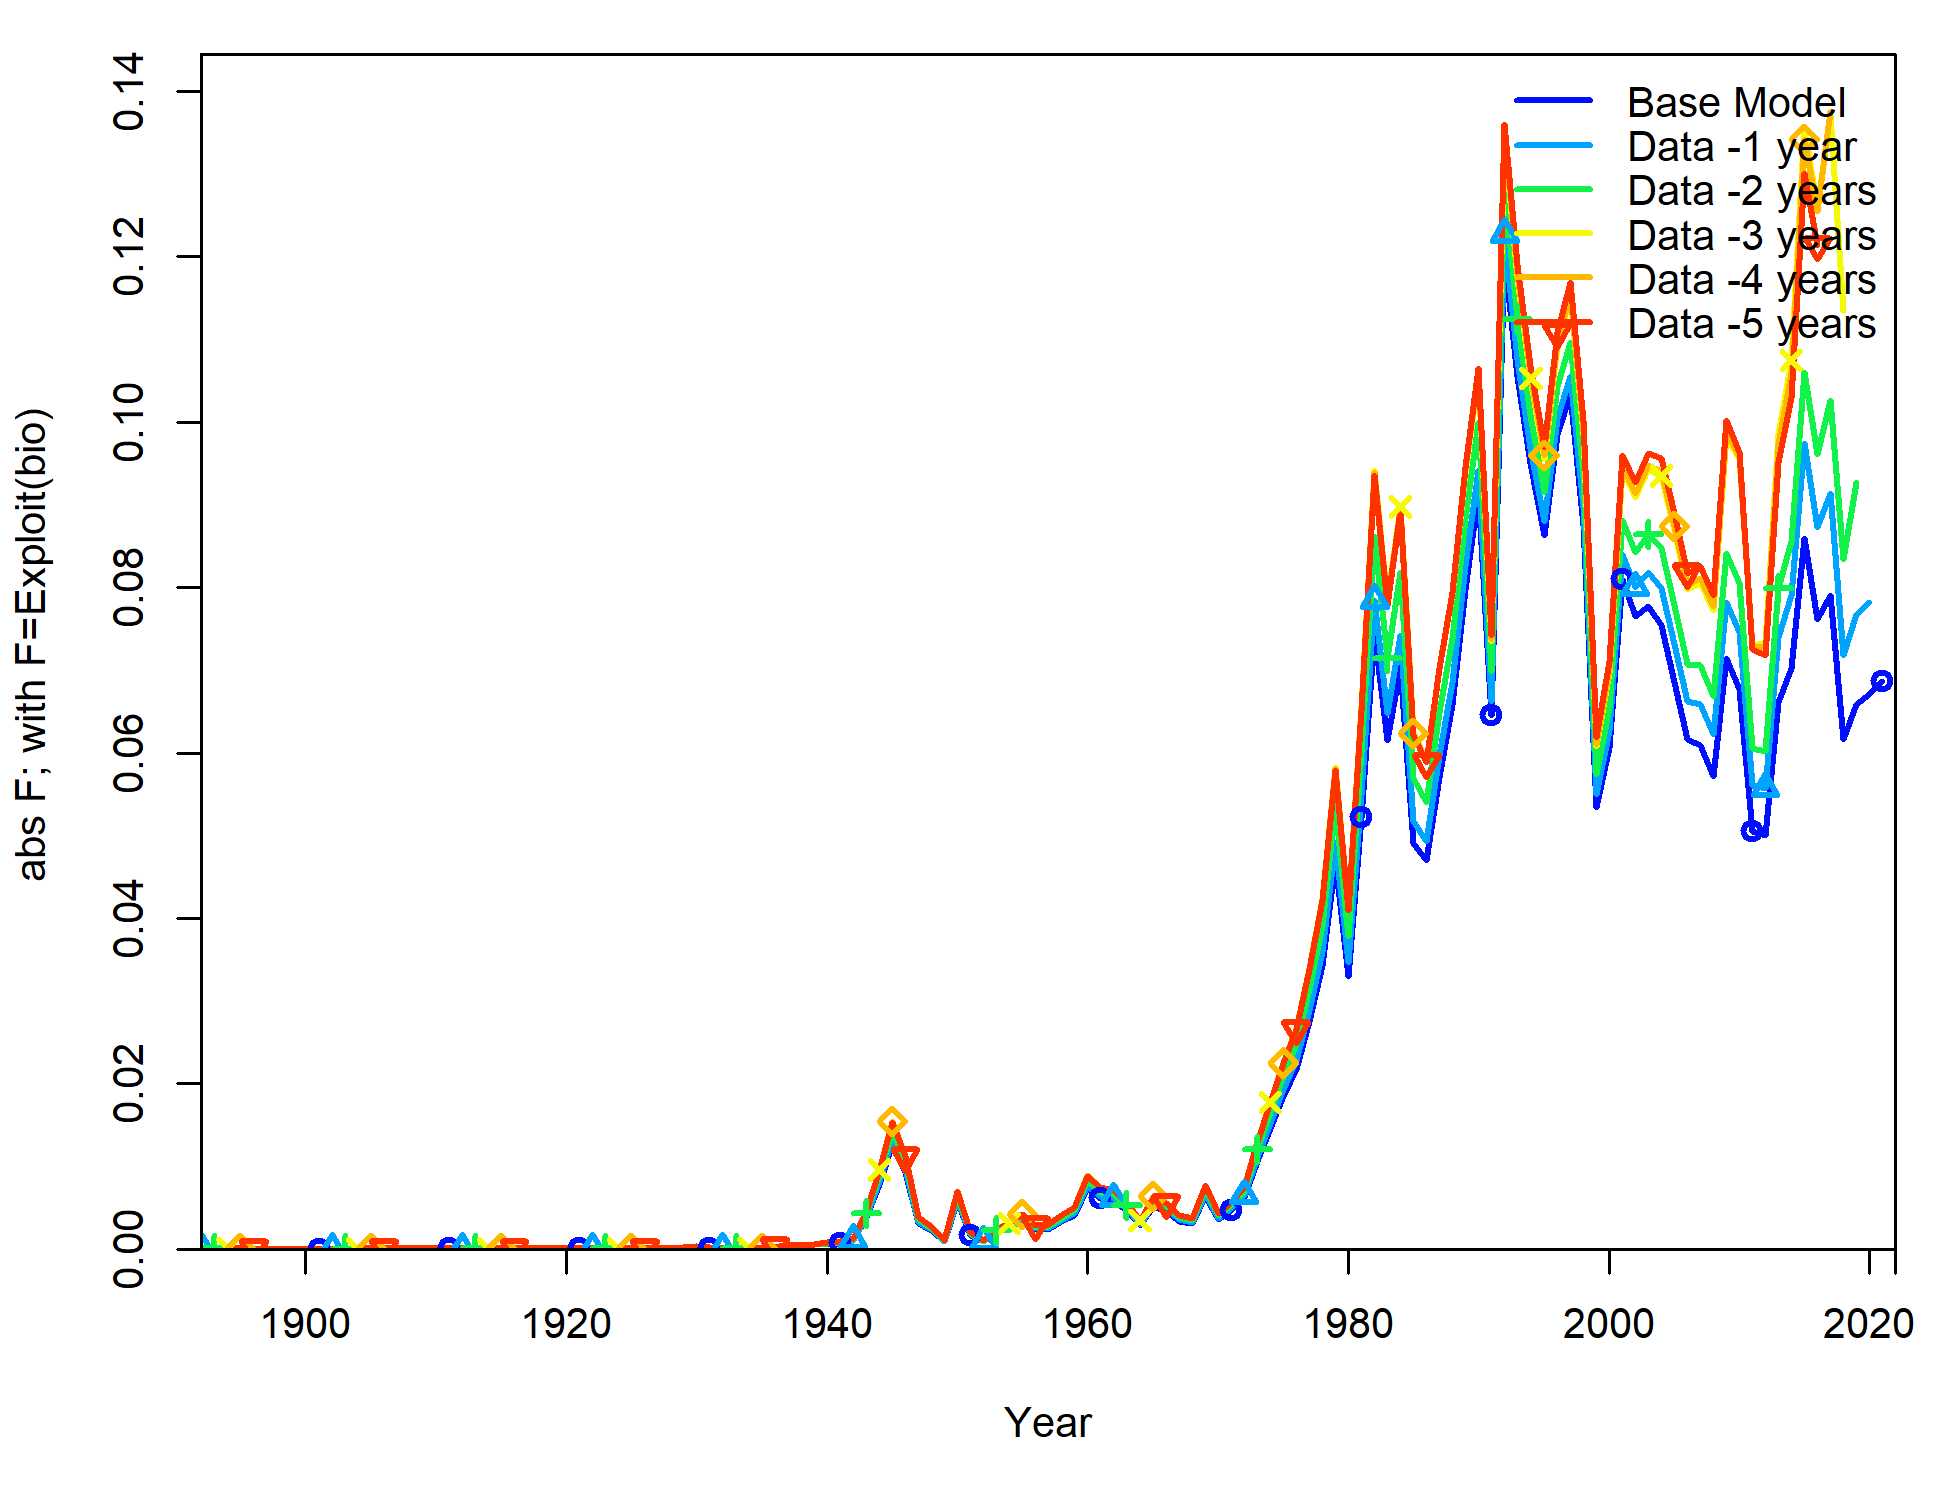 0.14
0.12
0.10
0.08
0.06
0.04
0.02
0.00
abs F; with F=Exploit(bio)
Base Model
Data -1 year
Data -2 years
Data -3 years
Data -4 years
Data -5 years
1900 1920 1940 1960 1980 2000 2020
Year